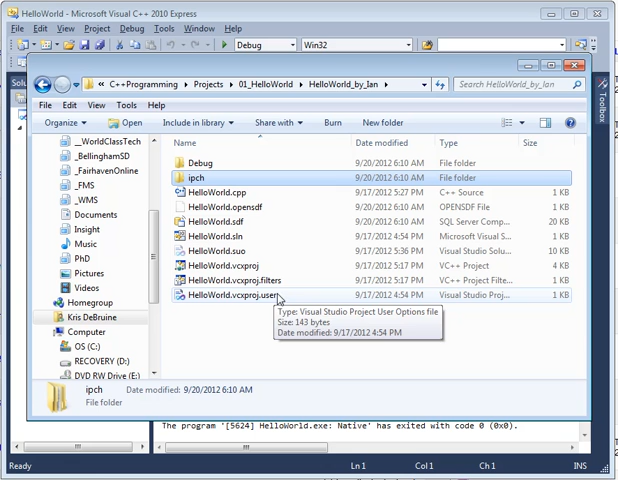 HelloWorld - Microsoft Visual C++ 2010 Express
File Edit View Project Debug Tools Window Help
Debug Win32
C++Programming Projects 01_HelloWorld HelloWorld_by_Ian
Search HelloWorld_by_Ian
File Edit View Tools Help
Organize Open Include in library Share with Burn New folder
__WorldClassTech
_BellinghamSD
_FairhavenOnline
_FMS
_WMS
Documents
Insight
Music
PhD
Pictures
Videos
Homegroup
Kris DeBruine
Computer
OS (C:)
RECOVERY (D:)
DVD RW Drive (E:)
Name Date modified Type Size
Debug 9/20/2012 6:10 AM File folder
ipch 9/20/2012 6:10 AM File folder
HelloWorld.cpp 9/17/2012 5:27 PM C++ Source 1 KB
HelloWorld.opensdf 9/20/2012 6:10 AM OPENSDF File 1 KB
HelloWorld.sdf 9/20/2012 6:10 AM SQL Server Comp... 20 KB
HelloWorld.sln 9/17/2012 4:54 PM Microsoft Visual S... 1 KB
HelloWorld.suo 9/17/2012 5:36 PM Visual Studio Solu... 10 KB
HelloWorld.vcxproj 9/17/2012 5:17 PM VC++ Project 4 KB
HelloWorld.vcxproj.filters 9/17/2012 5:17 PM VC++ Project Filte... 1 KB
HelloWorld.vcxproj.user 9/17/2012 4:54 PM Visual Studio Proj... 1 KB
Type: Visual Studio Project User Options file
Size: 143 bytes
Date modified: 9/17/2012 4:54 PM
ipch Date modified: 9/20/2012 6:10 AM
File folder
Toolbox
The program '[5624] HelloWorld.exe: Native' has exited with code 0 (0x0).
Ready Ln 1 Col 1 Ch 1 INS